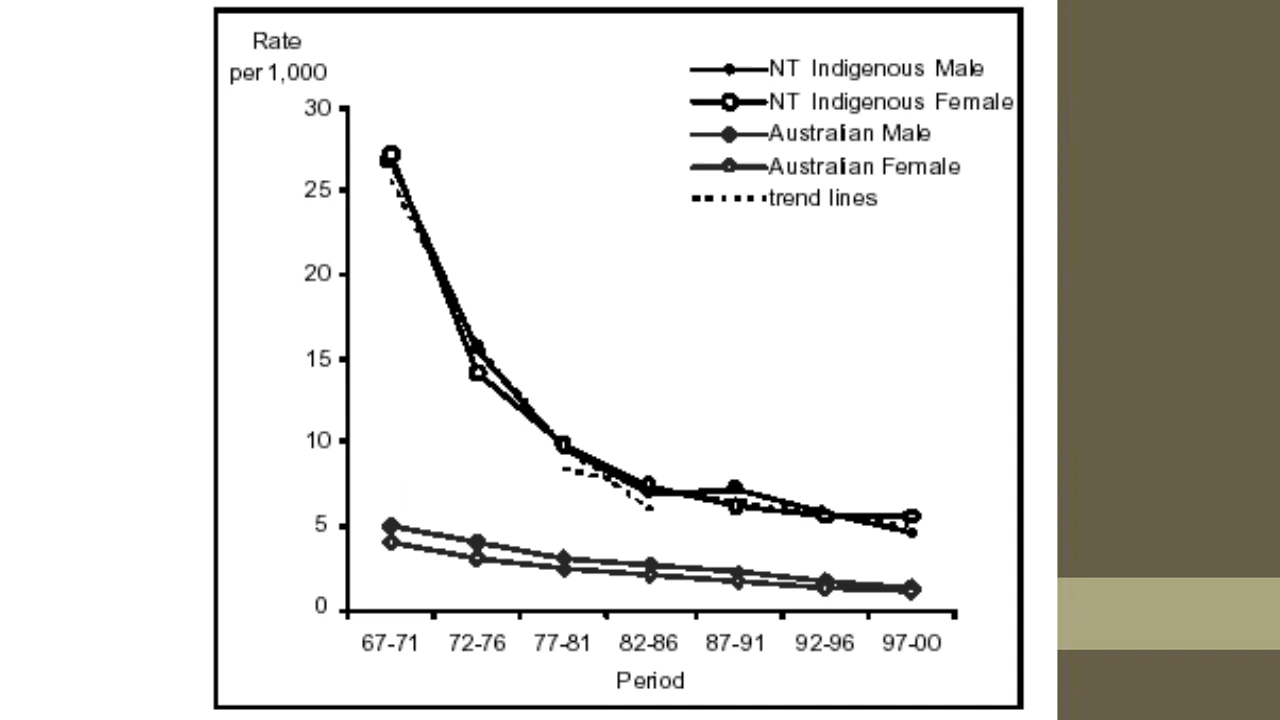 Rate
per 1,000
NT Indigenous Male
NT Indigenous Female
Australian Male
Australian Female
trend lines
30
25
20
15
10
5
0
67-71 72-76 77-81 82-86 87-91 92-96 97-00
Period